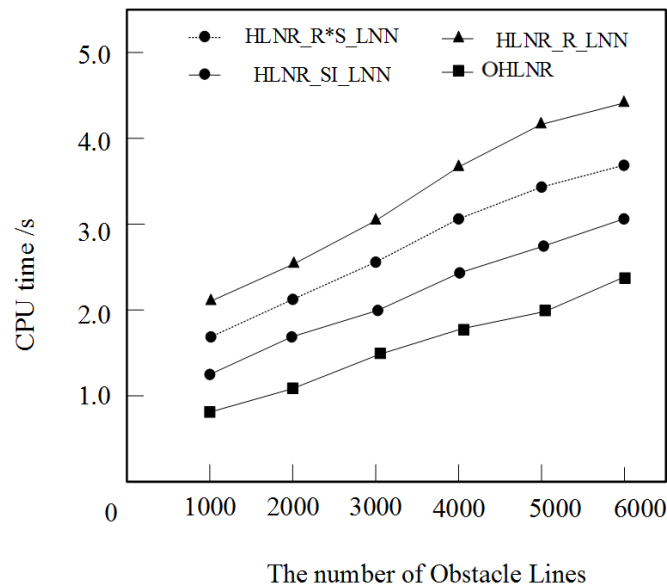 5.0
HLNR_R*S_LNN
HLNR_R_LNN
HLNR_SI_LNN
OHLNR
4.0
3.0
2.0
1.0
0
CPU time /s
1000 2000 3000 4000 5000 6000
The number of Obstacle Lines